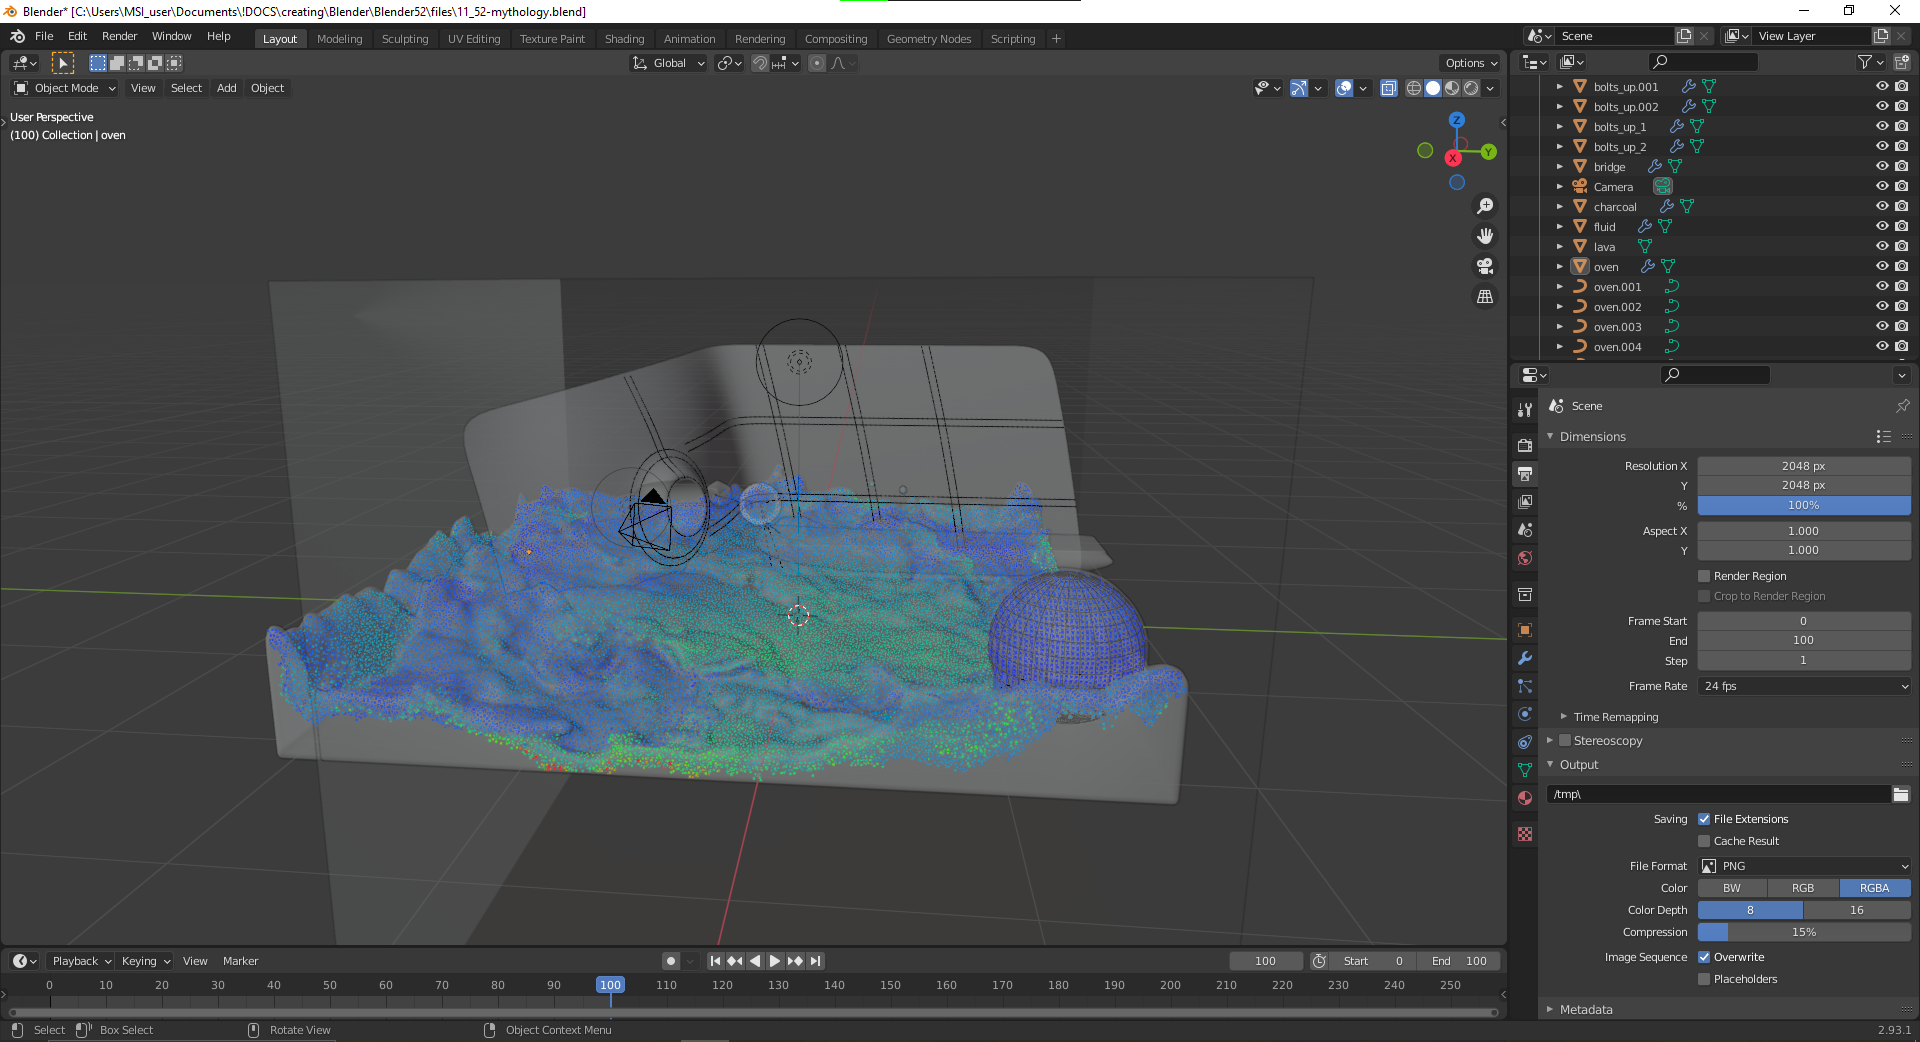 Blender* [C:\Users\MSI_user\Documents\!DOCS\creating\Blender\Blender52\files\11_52-mythology.blend]
File Edit Render Window Help Layout Modeling Sculpting UV Editing Texture Paint Shading Animation Rendering Compositing Geometry Nodes Scripting + Scene View Layer
Global Options
Object Mode View Select Add Object
User Perspective
(100) Collection | oven
Z
Y
X
bolts_up.001
bolts_up.002
bolts_up_1
bolts_up_2
bridge
Camera
charcoal
fluid
lava
oven
oven.001
oven.002
oven.003
oven.004
Scene
Dimensions
Resolution X 2048 px
Y 2048 px
% 100%
Aspect X 1.000
Y 1.000
Render Region
Crop to Render Region
Frame Start 0
End 100
Step 1
Frame Rate 24 fps
Time Remapping
Stereoscopy
Output
/tmp\
Saving File Extensions
Cache Result
File Format PNG
Color BW RGB RGBA
Color Depth 8 16
Compression 15%
Image Sequence Overwrite
Placeholders
Metadata
Playback Keying View Marker 100 Start 0 End 100
0 10 20 30 40 50 60 70 80 90 100 110 120 130 140 150 160 170 180 190 200 210 220 230 240 250
Select Box Select Rotate View Object Context Menu 2.93.1